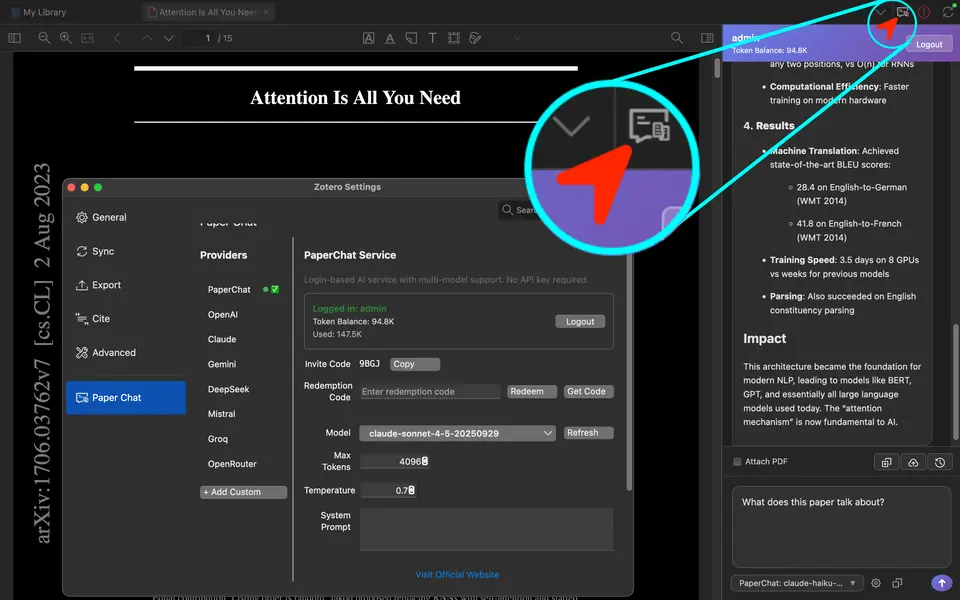 My Library
Attention Is All You Nee
1 / 15
Attention Is All You Need
arXiv:1706.03762v7 [cs.CL] 2 Aug 2023
Zotero Settings
General
Sync
Export
Cite
Advanced
Paper Chat
Paper Chat
Providers
PaperChat
OpenAI
Claude
Gemini
DeepSeek
Mistral
Groq
OpenRouter
+ Add Custom
PaperChat Service
Login-based AI service with multi-model support. No API key required.
Logged in: admin
Token Balance: 94.8K
Used: 147.5K
Logout
Invite Code 9BGJ Copy
Redemption Code
Enter redemption code
Redeem
Get Code
Model claude-sonnet-4-5-20250929 Refresh
Max Tokens 4096
Temperature 0.7
System Prompt
Visit Official Website
admin
Token Balance: 94.8K
Logout
any two positions, vs O(n) for RNNs
• Computational Efficiency: Faster
training on modern hardware
4. Results
• Machine Translation: Achieved
state-of-the-art BLEU scores:
◦ 28.4 on English-to-German
(WMT 2014)
◦ 41.8 on English-to-French
(WMT 2014)
• Training Speed: 3.5 days on 8 GPUs
vs weeks for previous models
• Parsing: Also succeeded on English
constituency parsing
Impact
This architecture became the foundation for
modern NLP, leading to models like BERT,
GPT, and essentially all large language
models used today. The “attention
mechanism” is now fundamental to AI.
Attach PDF
What does this paper talk about?
PaperChat: claude-haiku-...